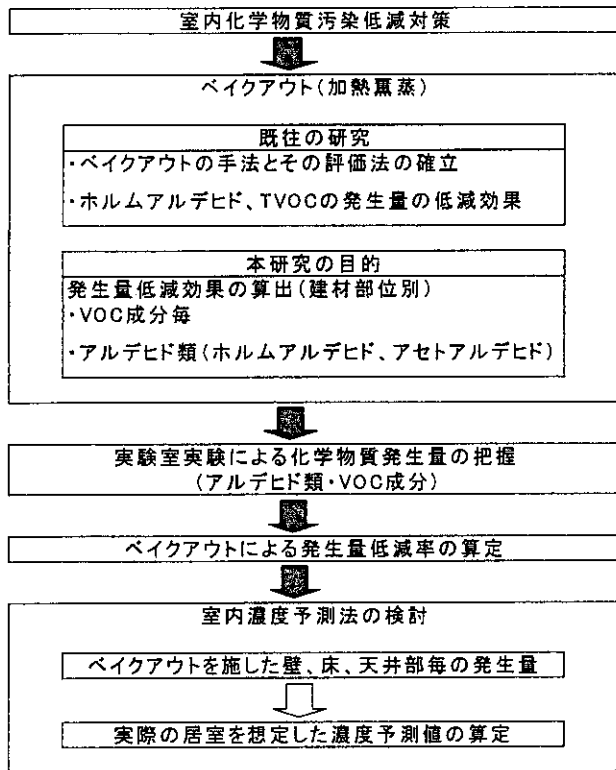 室内化学物質汚染低減対策
ベイクアウト(加熱薫蒸)
既往の研究
・ベイクアウトの手法とその評価法の確立
・ホルムアルデヒド、TVOCの発生量の低減効果
本研究の目的
発生量低減効果の算出(建材部位別)
・VOC成分毎
・アルデヒド類(ホルムアルデヒド、アセトアルデヒド)
実験室実験による化学物質発生量の把握
(アルデヒド類・VOC成分)
ベイクアウトによる発生量低減率の算定
室内濃度予測法の検討
ベイクアウトを施した壁、床、天井部毎の発生量
実際の居室を想定した濃度予測値の算定